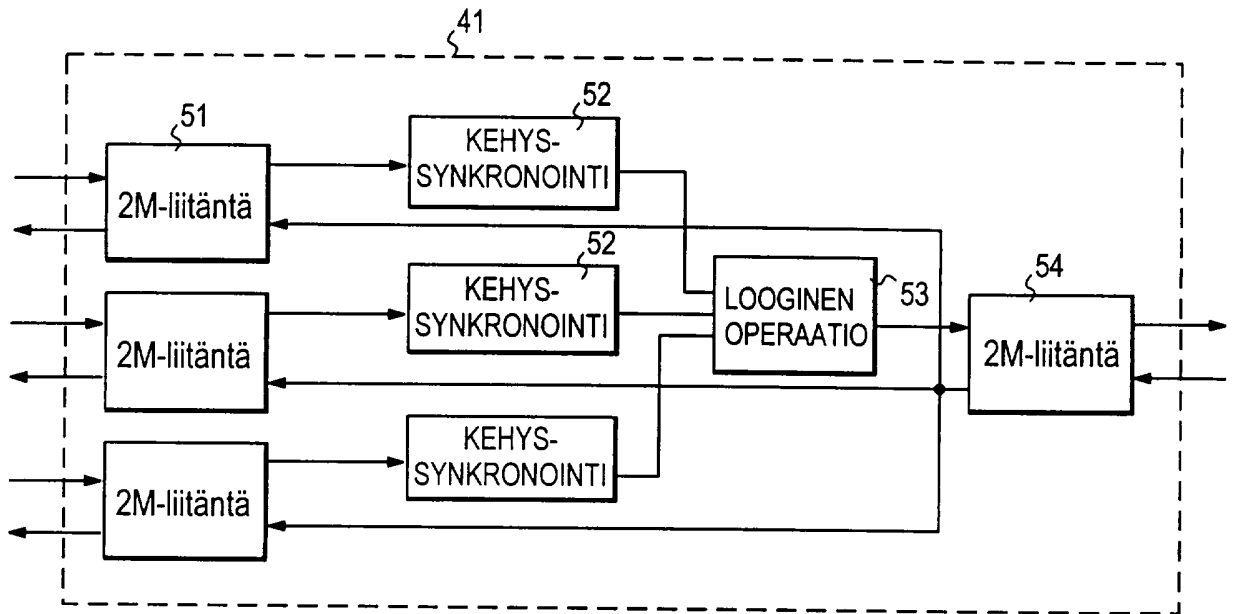 41
51
2M-liitäntä
52
KEHYS-
SYNKRONOINTI
2M-liitäntä
52
KEHYS-
SYNKRONOINTI
LOOGINEN
OPERAATIO
53
54
2M-liitäntä
2M-liitäntä
KEHYS-
SYNKRONOINTI